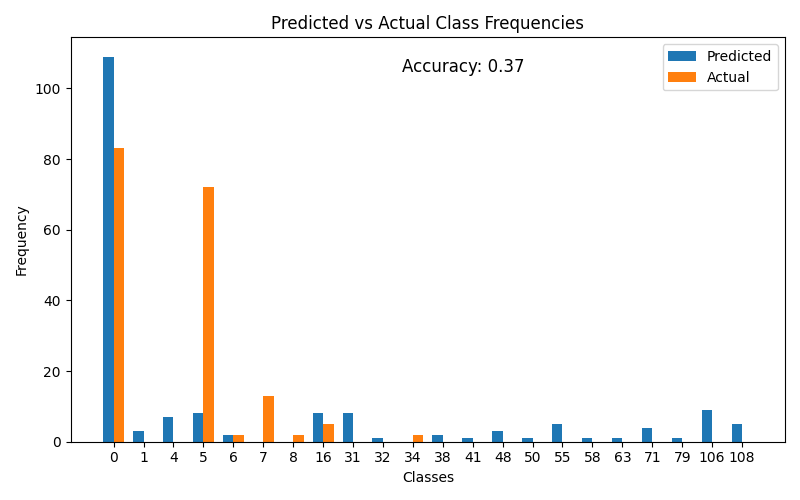 Predicted vs Actual Class Frequencies
Accuracy: 0.37
Predicted
Actual
Frequency
100
80
60
40
20
0
0 1 4 5 6 7 8 16 31 32 34 38 41 48 50 55 58 63 71 79 106 108
Classes